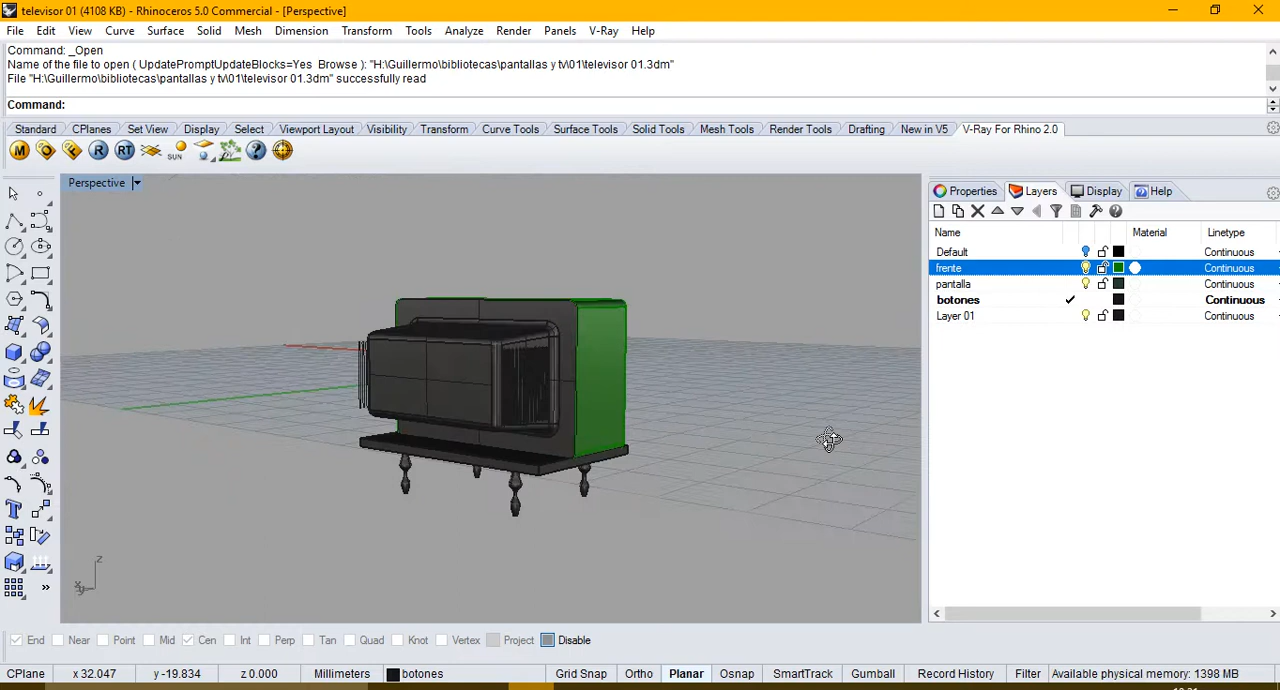 televisor 01 (4108 KB) - Rhinoceros 5.0 Commercial - [Perspective]
File Edit View Curve Surface Solid Mesh Dimension Transform Tools Analyze Render Panels V-Ray Help
Command: _Open
Name of the file to open ( UpdatePromptUpdateBlocks=Yes  Browse ): "H:\Guillermo\bibliotecas\pantallas y tv\01\televisor 01.3dm"
File "H:\Guillermo\bibliotecas\pantallas y tv\01\televisor 01.3dm" successfully read
Command:
Standard CPlanes Set View Display Select Viewport Layout Visibility Transform Curve Tools Surface Tools Solid Tools Mesh Tools Render Tools Drafting New in V5 V-Ray For Rhino 2.0
M O R RT SUN ?
Perspective
Properties Layers Display Help
Name Material Linetype
Default Continuous
frente Continuous
pantalla Continuous
botones Continuous
Layer 01 Continuous
z
x y
End Near Point Mid Cen Int Perp Tan Quad Knot Vertex Project Disable
CPlane x 32.047 y -19.834 z 0.000 Millimeters botones Grid Snap Ortho Planar Osnap SmartTrack Gumball Record History Filter Available physical memory: 1398 MB